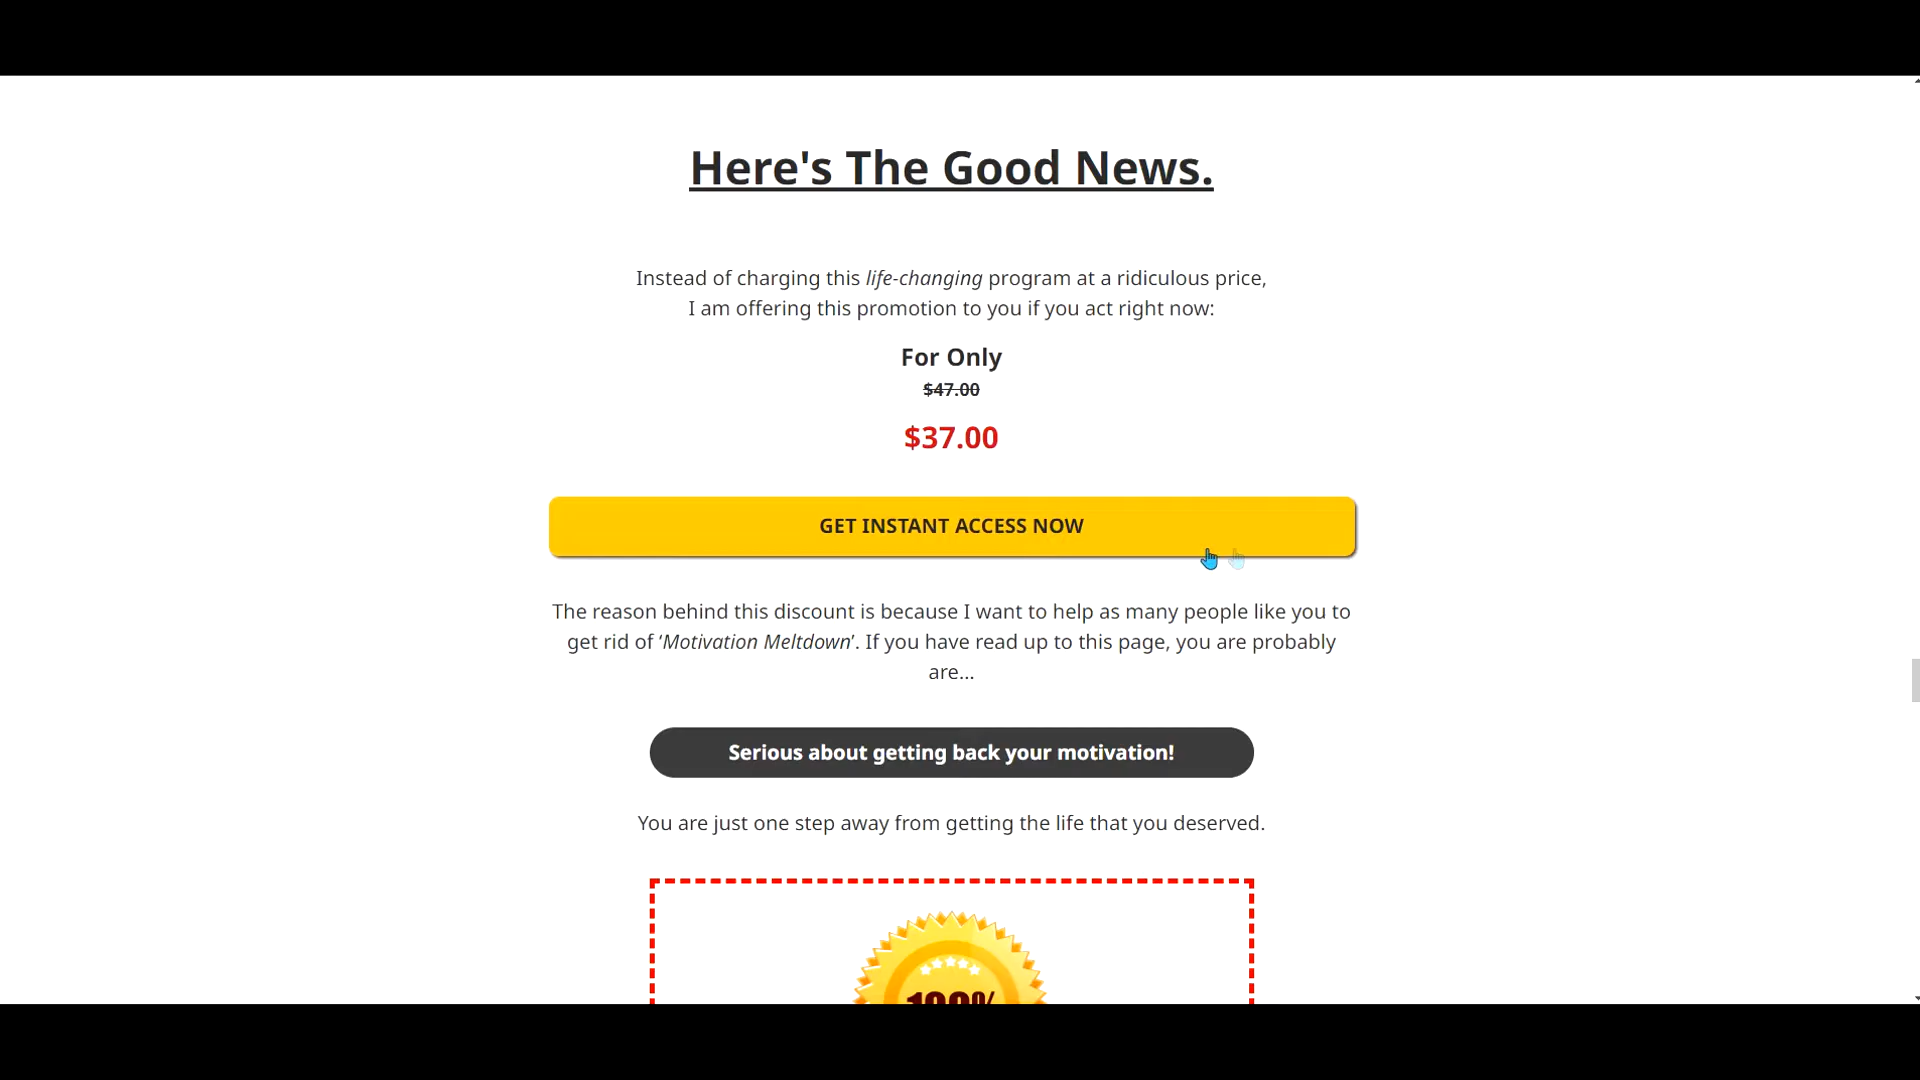 Here's The Good News.
Instead of charging this life-changing program at a ridiculous price,
I am offering this promotion to you if you act right now:
For Only
$47.00
$37.00
GET INSTANT ACCESS NOW
The reason behind this discount is because I want to help as many people like you to
get rid of ‘Motivation Meltdown’. If you have read up to this page, you are probably
are...
Serious about getting back your motivation!
You are just one step away from getting the life that you deserved.
100%